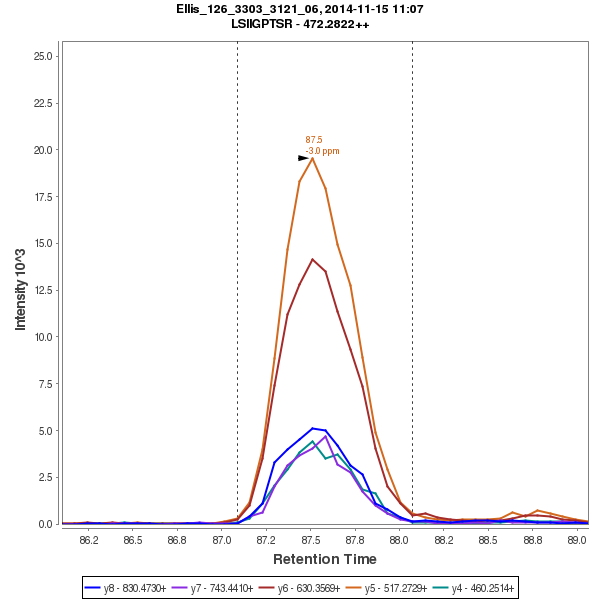 Ellis_126_3303_3121_06, 2014-11-15 11:07
LSIIGPTSR - 472.2822++
25.0
22.5
20.0
17.5
15.0
12.5
10.0
7.5
5.0
2.5
0.0
Intensity 10^3
87.5
-3.0 ppm
86.2 86.5 86.8 87.0 87.2 87.5 87.8 88.0 88.2 88.5 88.8 89.0
Retention Time
y8 - 830.4730+ y7 - 743.4410+ y6 - 630.3569+ y5 - 517.2729+ y4 - 460.2514+